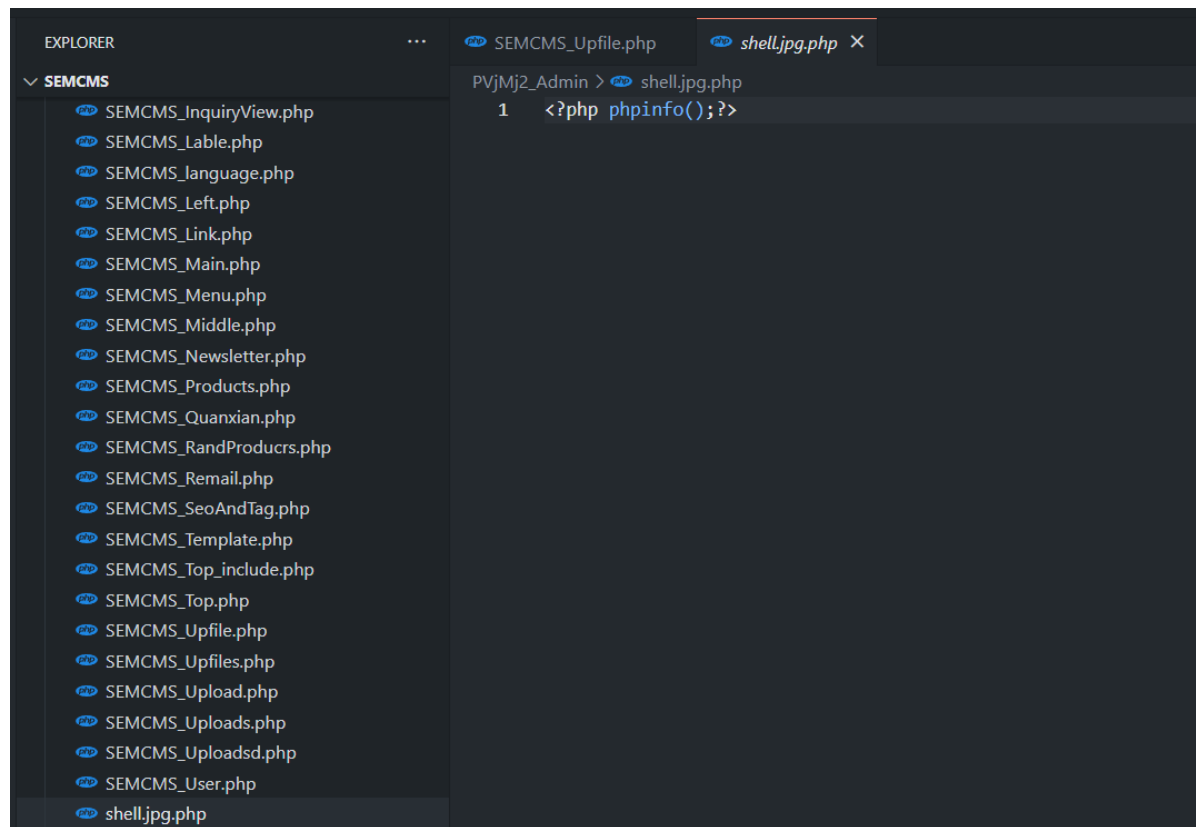 EXPLORER ...
SEMCMS
SEMCMS_InquiryView.php
SEMCMS_Lable.php
SEMCMS_language.php
SEMCMS_Left.php
SEMCMS_Link.php
SEMCMS_Main.php
SEMCMS_Menu.php
SEMCMS_Middle.php
SEMCMS_Newsletter.php
SEMCMS_Products.php
SEMCMS_Quanxian.php
SEMCMS_RandProducrs.php
SEMCMS_Remail.php
SEMCMS_SeoAndTag.php
SEMCMS_Template.php
SEMCMS_Top_include.php
SEMCMS_Top.php
SEMCMS_Upfile.php
SEMCMS_Upfiles.php
SEMCMS_Upload.php
SEMCMS_Uploads.php
SEMCMS_Uploadsd.php
SEMCMS_User.php
shell.jpg.php
SEMCMS_Upfile.php shell.jpg.php
PVjMj2_Admin > shell.jpg.php
1 <?php phpinfo();?>